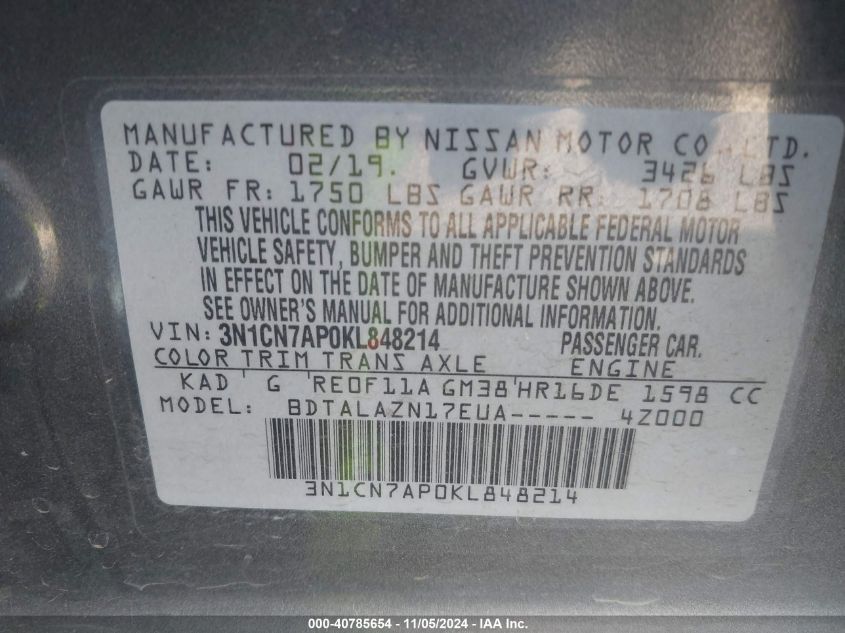 MANUFACTURED BY NISSAN MOTOR CO.,LTD.
DATE: 02/19. GVWR: 3426 LBS
GAWR FR: 1750 LBS GAWR RR: 1708 LBS
THIS VEHICLE CONFORMS TO ALL APPLICABLE FEDERAL MOTOR
VEHICLE SAFETY, BUMPER AND THEFT PREVENTION STANDARDS
IN EFFECT ON THE DATE OF MANUFACTURE SHOWN ABOVE.
SEE OWNER'S MANUAL FOR ADDITIONAL INFORMATION.
VIN: 3N1CN7AP0KL848214 PASSENGER CAR.
COLOR TRIM TRANS AXLE ENGINE
KAD G RE0F11A GM38 HR16DE 1598 CC
MODEL: BDTALAZN17EUA----- 4Z000
3N1CN7AP0KL848214
000-40785654 - 11/05/2024 - IAA Inc.